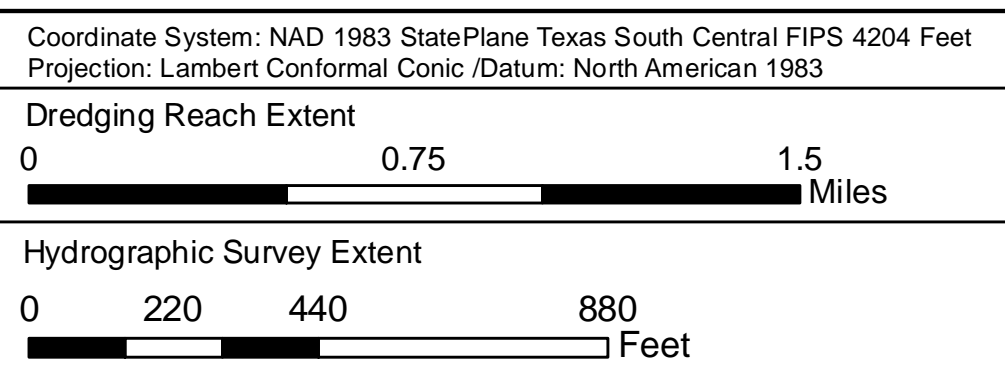 Coordinate System: NAD 1983 StatePlane Texas South Central FIPS 4204 Feet
Projection: Lambert Conformal Conic /Datum: North American 1983
Dredging Reach Extent
0 0.75 1.5
Miles
Hydrographic Survey Extent
0 220 440 880
Feet